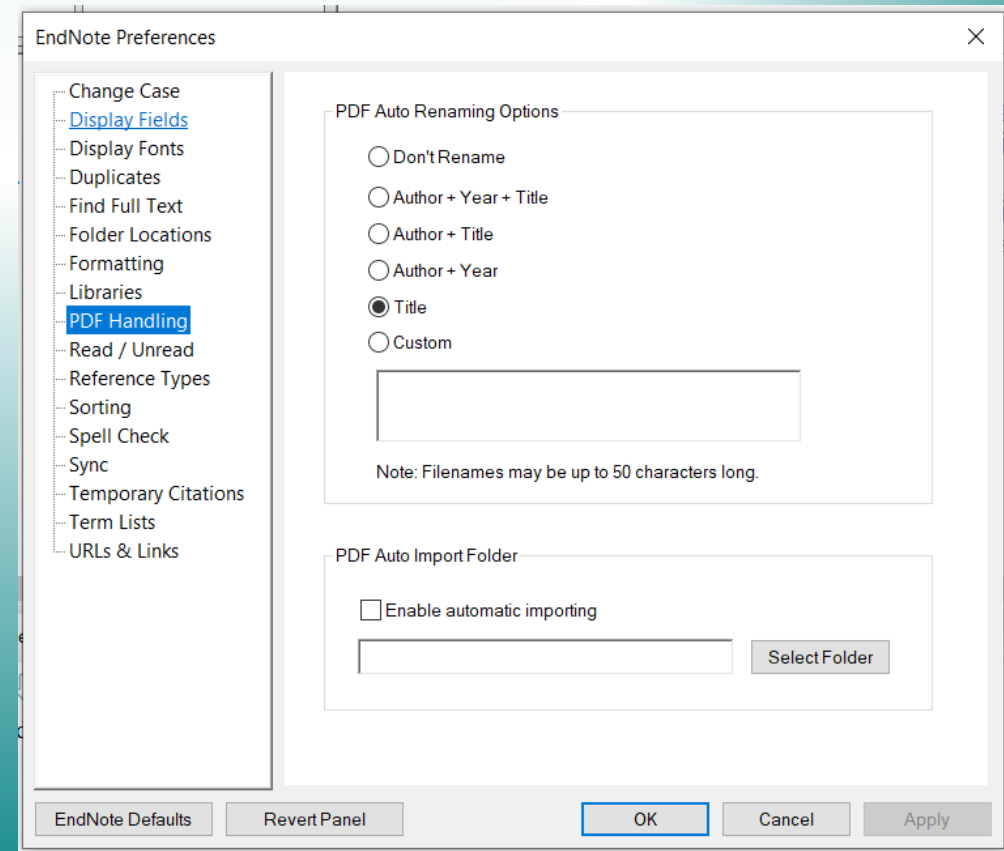 EndNote Preferences
Change Case
Display Fields
Display Fonts
Duplicates
Find Full Text
Folder Locations
Formatting
Libraries
PDF Handling
Read / Unread
Reference Types
Sorting
Spell Check
Sync
Temporary Citations
Term Lists
URLs & Links
PDF Auto Renaming Options
Don't Rename
Author + Year + Title
Author + Title
Author + Year
Title
Custom
Note: Filenames may be up to 50 characters long.
PDF Auto Import Folder
Enable automatic importing
Select Folder
EndNote Defaults
Revert Panel
OK
Cancel
Apply